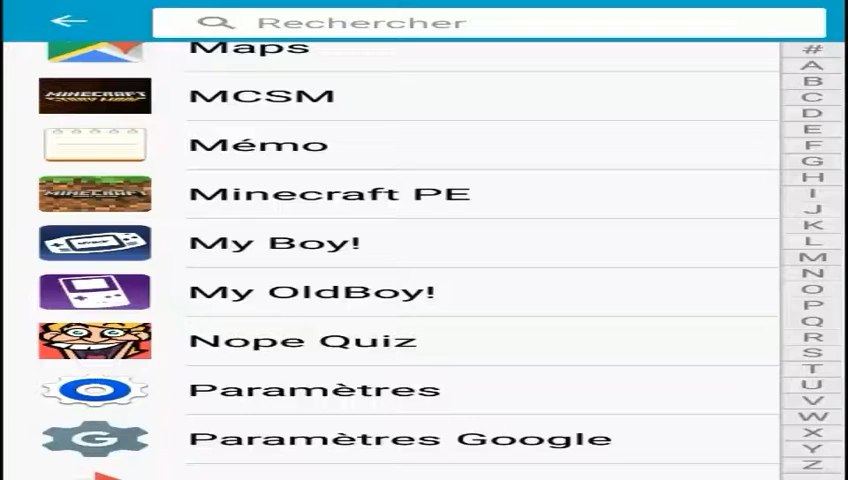 Rechercher
Maps
MCSM
Mémo
Minecraft PE
My Boy!
My OldBoy!
Nope Quiz
Paramètres
Paramètres Google
#
A
B
C
D
E
F
G
H
I
J
K
L
M
N
O
P
Q
R
S
T
U
V
W
X
Y
Z